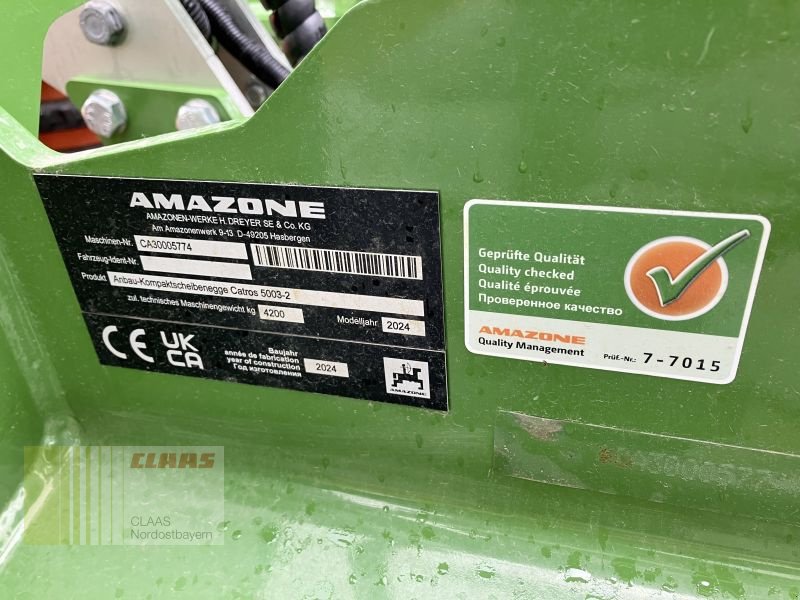 AMAZONE
AMAZONEN-WERKE H. DREYER SE & Co. KG
Am Amazonenwerk 9-13 D-49205 Hasbergen
Maschinen-Nr. CA30005774
Fahrzeug-Ident-Nr.
Produkt Anbau-Kompaktscheibenegge Catros 5003-2
zul. technisches Maschinengewicht kg 4200 Modelljahr 2024
CE UK CA
Baujahr
année de fabrication
year of construction 2024
Год изготовления
AMAZONE
Geprüfte Qualität
Quality checked
Qualité éprouvée
Проверенное качество
AMAZONE
Quality Management Prüf.-Nr.: 7-7015
CLAAS
CLAAS
Nordostbayern